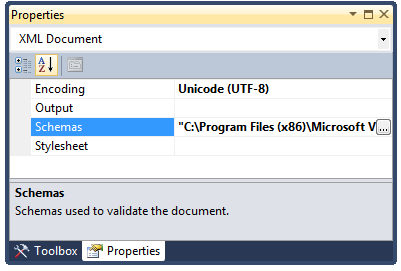 Properties
XML Document
Encoding Unicode (UTF-8)
Output
Schemas "C:\Program Files (x86)\Microsoft V ...
Stylesheet
Schemas
Schemas used to validate the document.
Toolbox Properties